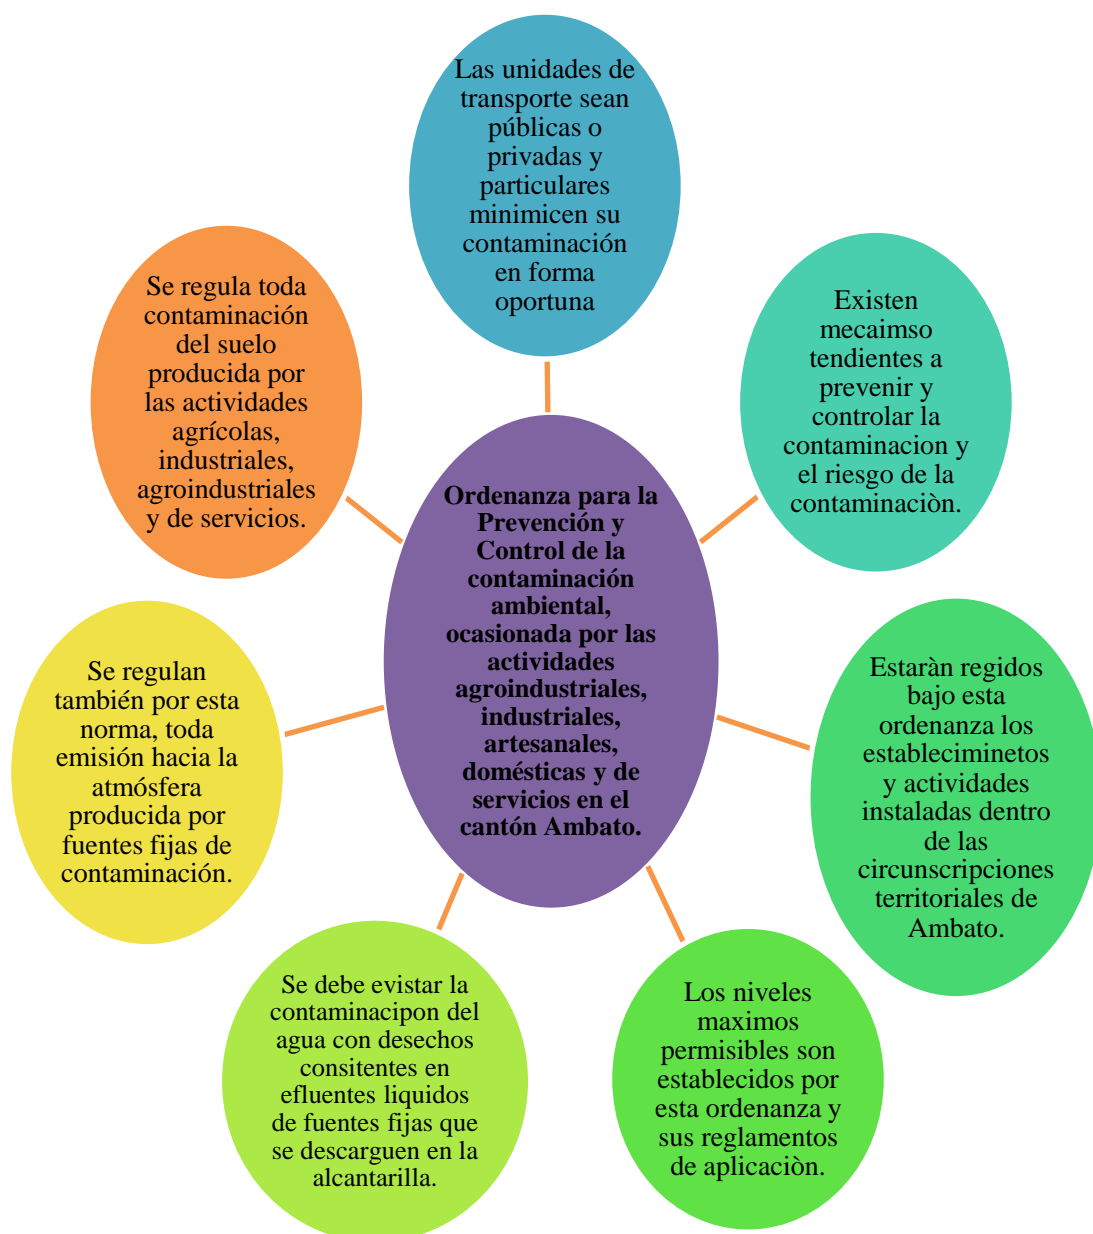 Las unidades de
transporte sean
públicas o
privadas y
particulares
minimicen su
contaminación
en forma
oportuna
Existen
mecaimso
tendientes a
prevenir y
controlar la
contaminacion y
el riesgo de la
contaminaciòn.
Estaràn regidos
bajo esta
ordenanza los
estableciminetos
y actividades
instaladas dentro
de las
circunscripciones
territoriales de
Ambato.
Los niveles
maximos
permisibles son
establecidos por
esta ordenanza y
sus reglamentos
de aplicaciòn.
Se debe evistar la
contaminacipon del
agua con desechos
consitentes en
efluentes liquidos
de fuentes fijas que
se descarguen en la
alcantarilla.
Se regulan
también por esta
norma, toda
emisión hacia la
atmósfera
producida por
fuentes fijas de
contaminación.
Se regula toda
contaminación
del suelo
producida por
las actividades
agrícolas,
industriales,
agroindustriales
y de servicios.
Ordenanza para la
Prevención y
Control de la
contaminación
ambiental,
ocasionada por las
actividades
agroindustriales,
industriales,
artesanales,
domésticas y de
servicios en el
cantón Ambato.